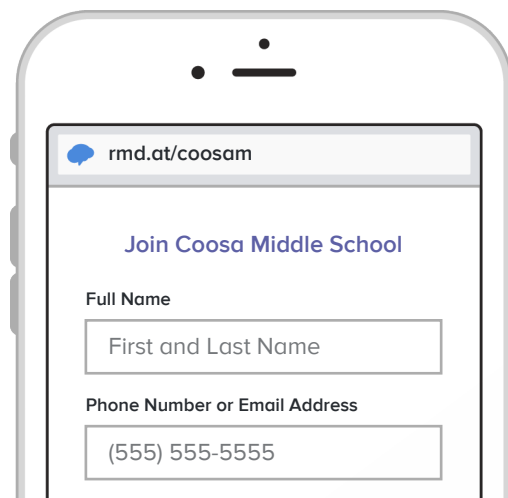 rmd.at/coosam
Join Coosa Middle School
Full Name
First and Last Name
Phone Number or Email Address
(555) 555-5555